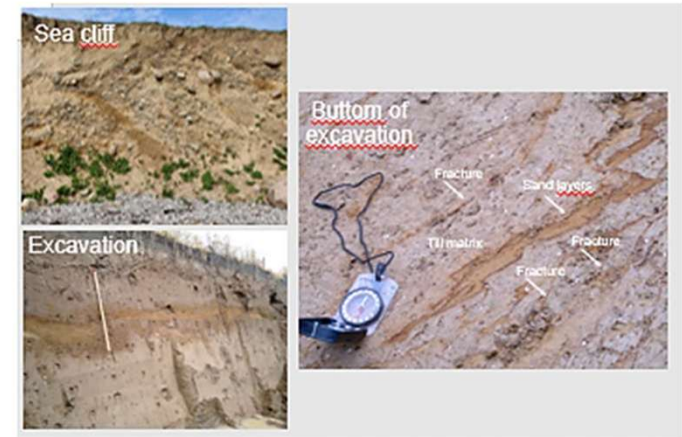 Sea cliff
Excavation
Buttom of
excavation
Fracture
Sand layers
Till matrix
Fracture
Fracture